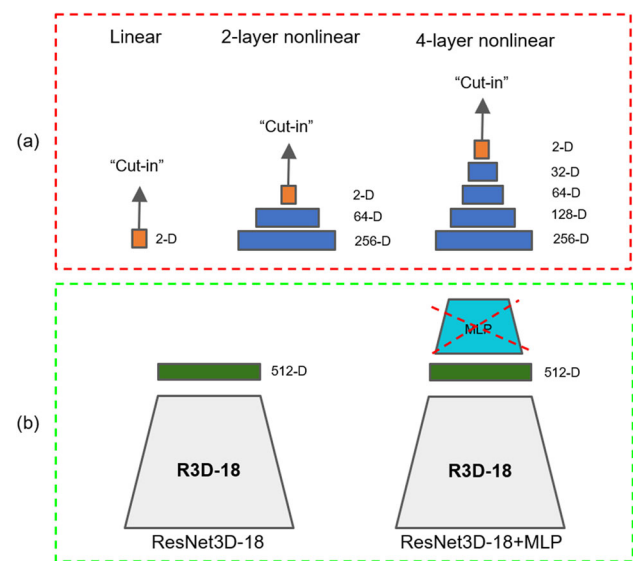 Linear
2-layer nonlinear
4-layer nonlinear
(a)
"Cut-in"
2-D
"Cut-in"
2-D
64-D
256-D
"Cut-in"
2-D
32-D
64-D
128-D
256-D
(b)
512-D
R3D-18
ResNet3D-18
MLP
512-D
R3D-18
ResNet3D-18+MLP